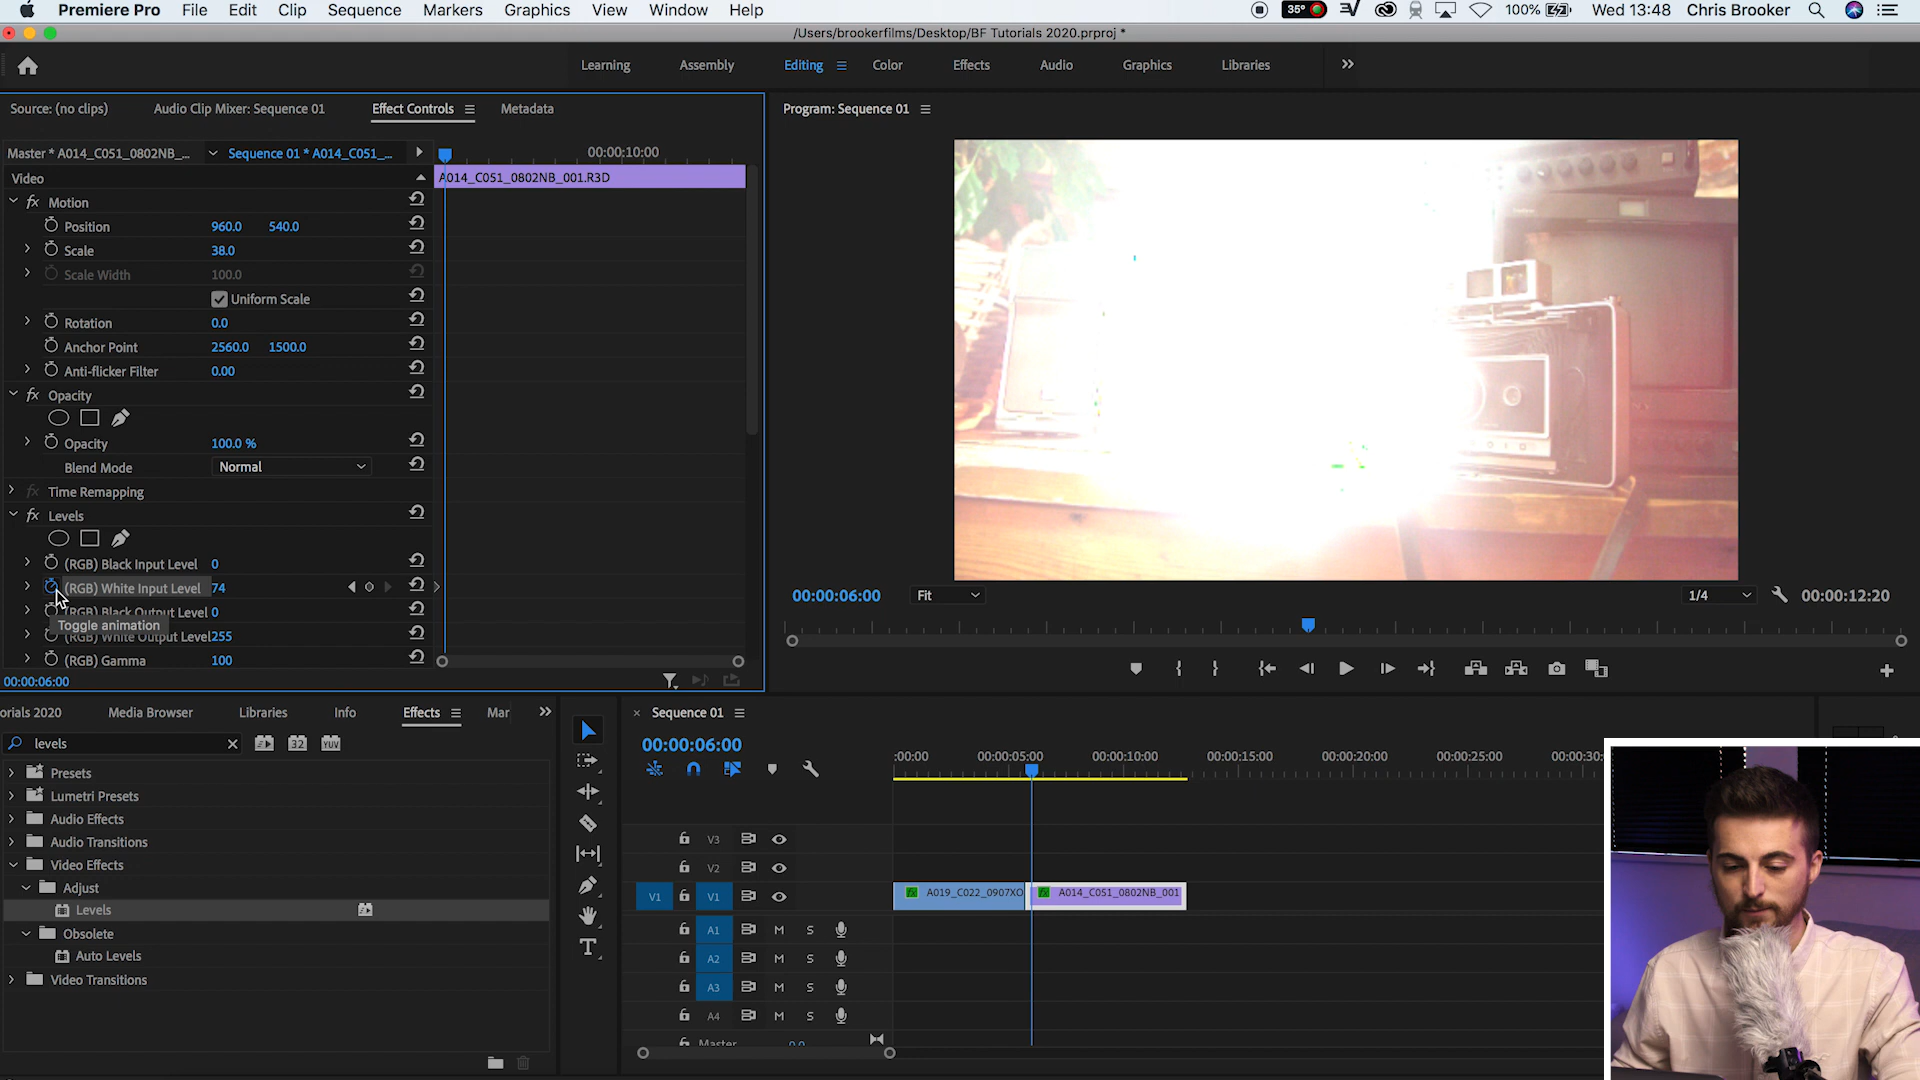 Premiere Pro File Edit Clip Sequence Markers Graphics View Window Help 35° 100% Wed 13:48 Chris Brooker
/Users/brookerfilms/Desktop/BF Tutorials 2020.prproj *
Learning Assembly Editing Color Effects Audio Graphics Libraries
Source: (no clips) Audio Clip Mixer: Sequence 01 Effect Controls Metadata
Program: Sequence 01
Master * A014_C051_0802NB_... Sequence 01 * A014_C051_... 00:00:10:00
Video A014_C051_0802NB_001.R3D
fx Motion
Position 960.0 540.0
Scale 38.0
Scale Width 100.0
Uniform Scale
Rotation 0.0
Anchor Point 2560.0 1500.0
Anti-flicker Filter 0.00
fx Opacity
Opacity 100.0 %
Blend Mode Normal
fx Time Remapping
fx Levels
(RGB) Black Input Level 0
(RGB) White Input Level 74
(RGB) Black Output Level 0
Toggle animation
(RGB) White Output Level 255
(RGB) Gamma 100
00:00:06:00
00:00:06:00 Fit 1/4 00:00:12:20
orials 2020 Media Browser Libraries Info Effects Mar
levels 32 YUV
Presets
Lumetri Presets
Audio Effects
Audio Transitions
Video Effects
Adjust
Levels
Obsolete
Auto Levels
Video Transitions
Sequence 01
00:00:06:00
:00:00 00:00:05:00 00:00:10:00 00:00:15:00 00:00:20:00 00:00:25:00 00:00:30:
V3
V2
V1 V1 fx A019_C022_0907XO fx A014_C051_0802NB_001
A1 M S
A2 M S
A3 M S
A4 M S
Master 0.0